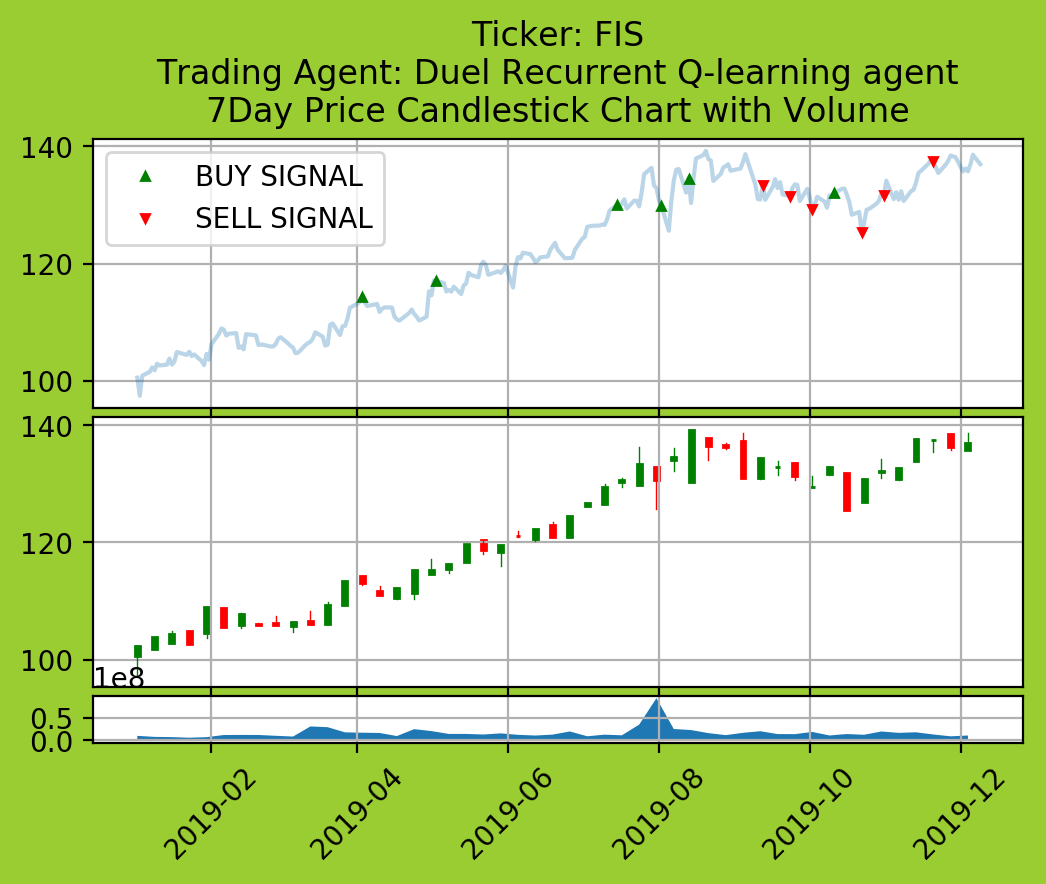 Ticker: FIS
Trading Agent: Duel Recurrent Q-learning agent
7Day Price Candlestick Chart with Volume
140
BUY SIGNAL
SELL SIGNAL
120
100
140
120
100
1e8
0.5
0.0
2019-02
2019-04
2019-06
2019-08
2019-10
2019-12